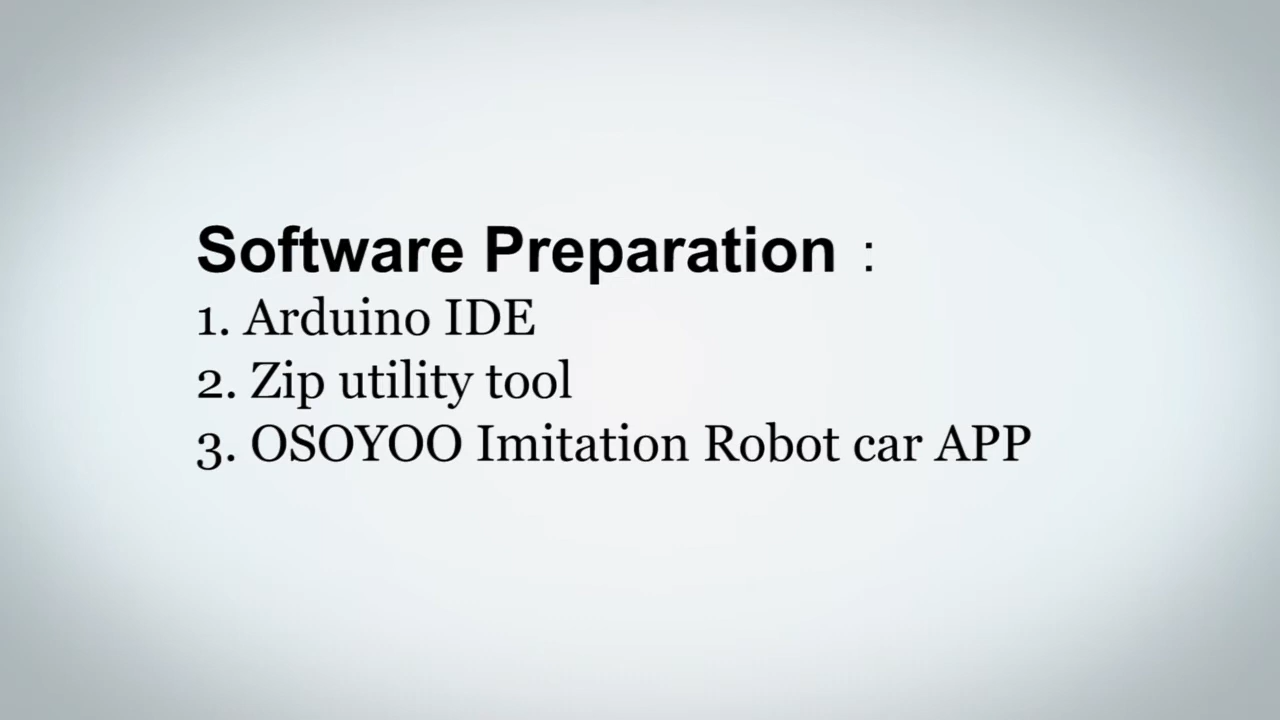 Software Preparation :
1. Arduino IDE
2. Zip utility tool
3. OSOYOO Imitation Robot car APP